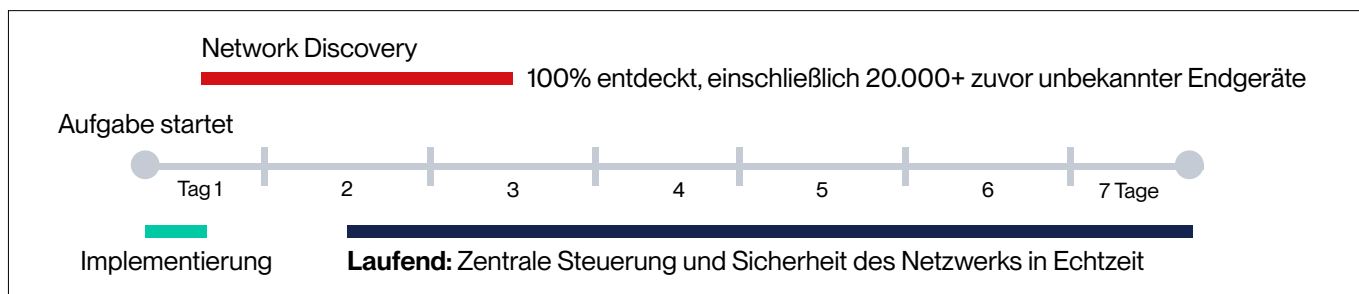 Network Discovery
100% entdeckt, einschließlich 20.000+ zuvor unbekannter Endgeräte
Aufgabe startet
Tag 1
2
3
4
5
6
7 Tage
Implementierung
Laufend: Zentrale Steuerung und Sicherheit des Netzwerks in Echtzeit